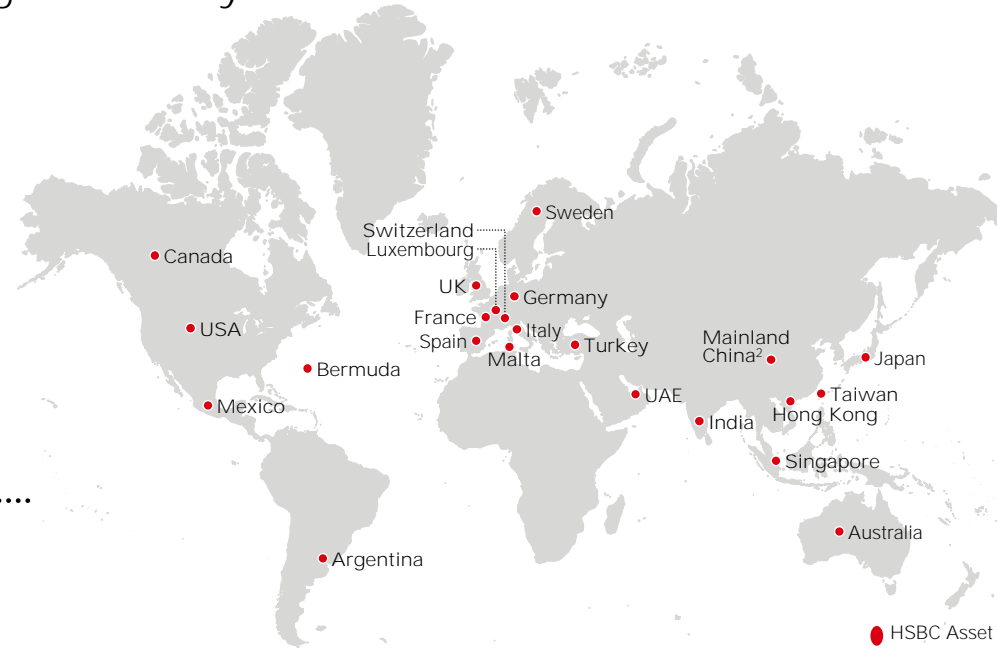 Sweden
Switzerland
Luxembourg
Canada
UK
Germany
France
USA
Italy
Spain
Turkey
Malta
Mainland
China²
Japan
Bermuda
UAE
Taiwan
Mexico
Hong Kong
India
Singapore
....
Australia
Argentina
HSBC Asset